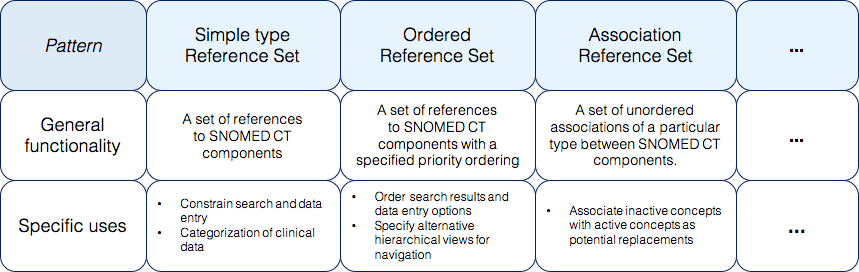 Pattern
Simple type
Reference Set
Ordered
Reference Set
Association
Reference Set
...
General
functionality
A set of references
to SNOMED CT
components
A set of references
to SNOMED CT
components with a
specified priority ordering
A set of unordered
associations of a particular
type between SNOMED CT
components.
...
Specific uses
• Constrain search and data
entry
• Categorization of clinical
data
• Order search results and
data entry options
• Specify alternative
hierarchical views for
navigation
• Associate inactive concepts
with active concepts as
potential replacements
...